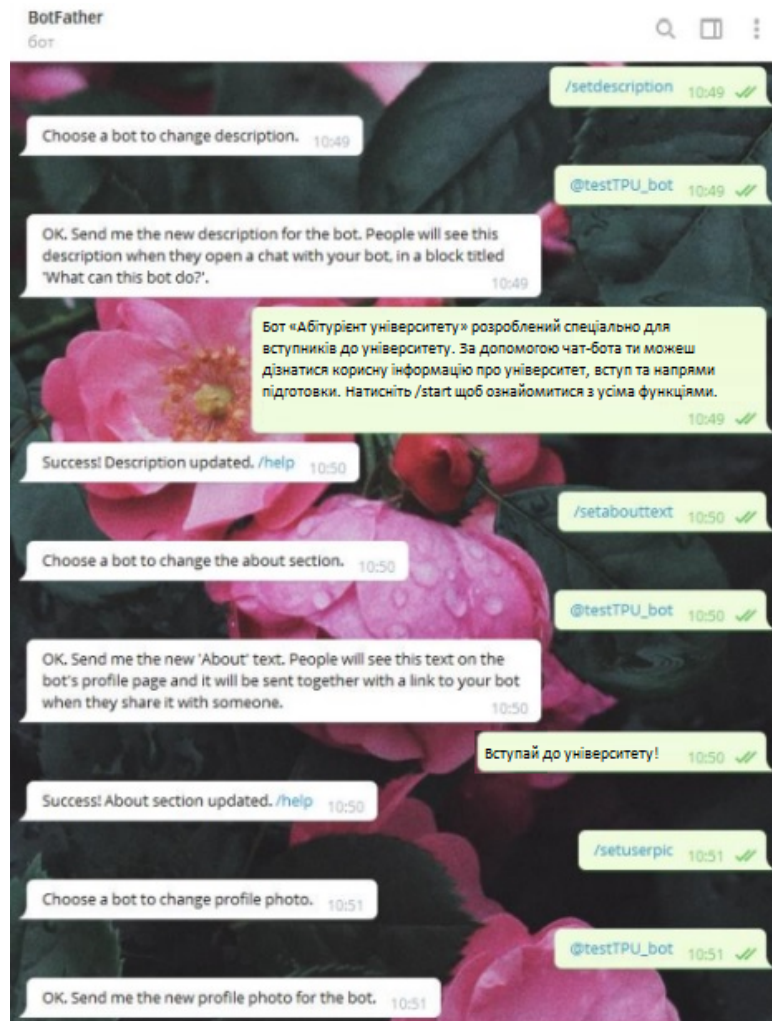 BotFather
бот
/setdescription 10:49
Choose a bot to change description. 10:49
@testTPU_bot 10:49
OK. Send me the new description for the bot. People will see this
description when they open a chat with your bot, in a block titled
'What can this bot do?'. 10:49
Бот «Абітурієнт університету» розроблений спеціально для
вступників до університету. За допомогою чат-бота ти можеш
дізнатися корисну інформацію про університет, вступ та напрями
підготовки. Натисніть /start щоб ознайомитися з усіма функціями.
10:49
Success! Description updated. /help 10:50
/setabouttext 10:50
Choose a bot to change the about section. 10:50
@testTPU_bot 10:50
OK. Send me the new 'About' text. People will see this text on the
bot's profile page and it will be sent together with a link to your bot
when they share it with someone. 10:50
Вступай до університету! 10:50
Success! About section updated. /help 10:50
/setuserpic 10:51
Choose a bot to change profile photo. 10:51
@testTPU_bot 10:51
OK. Send me the new profile photo for the bot. 10:51